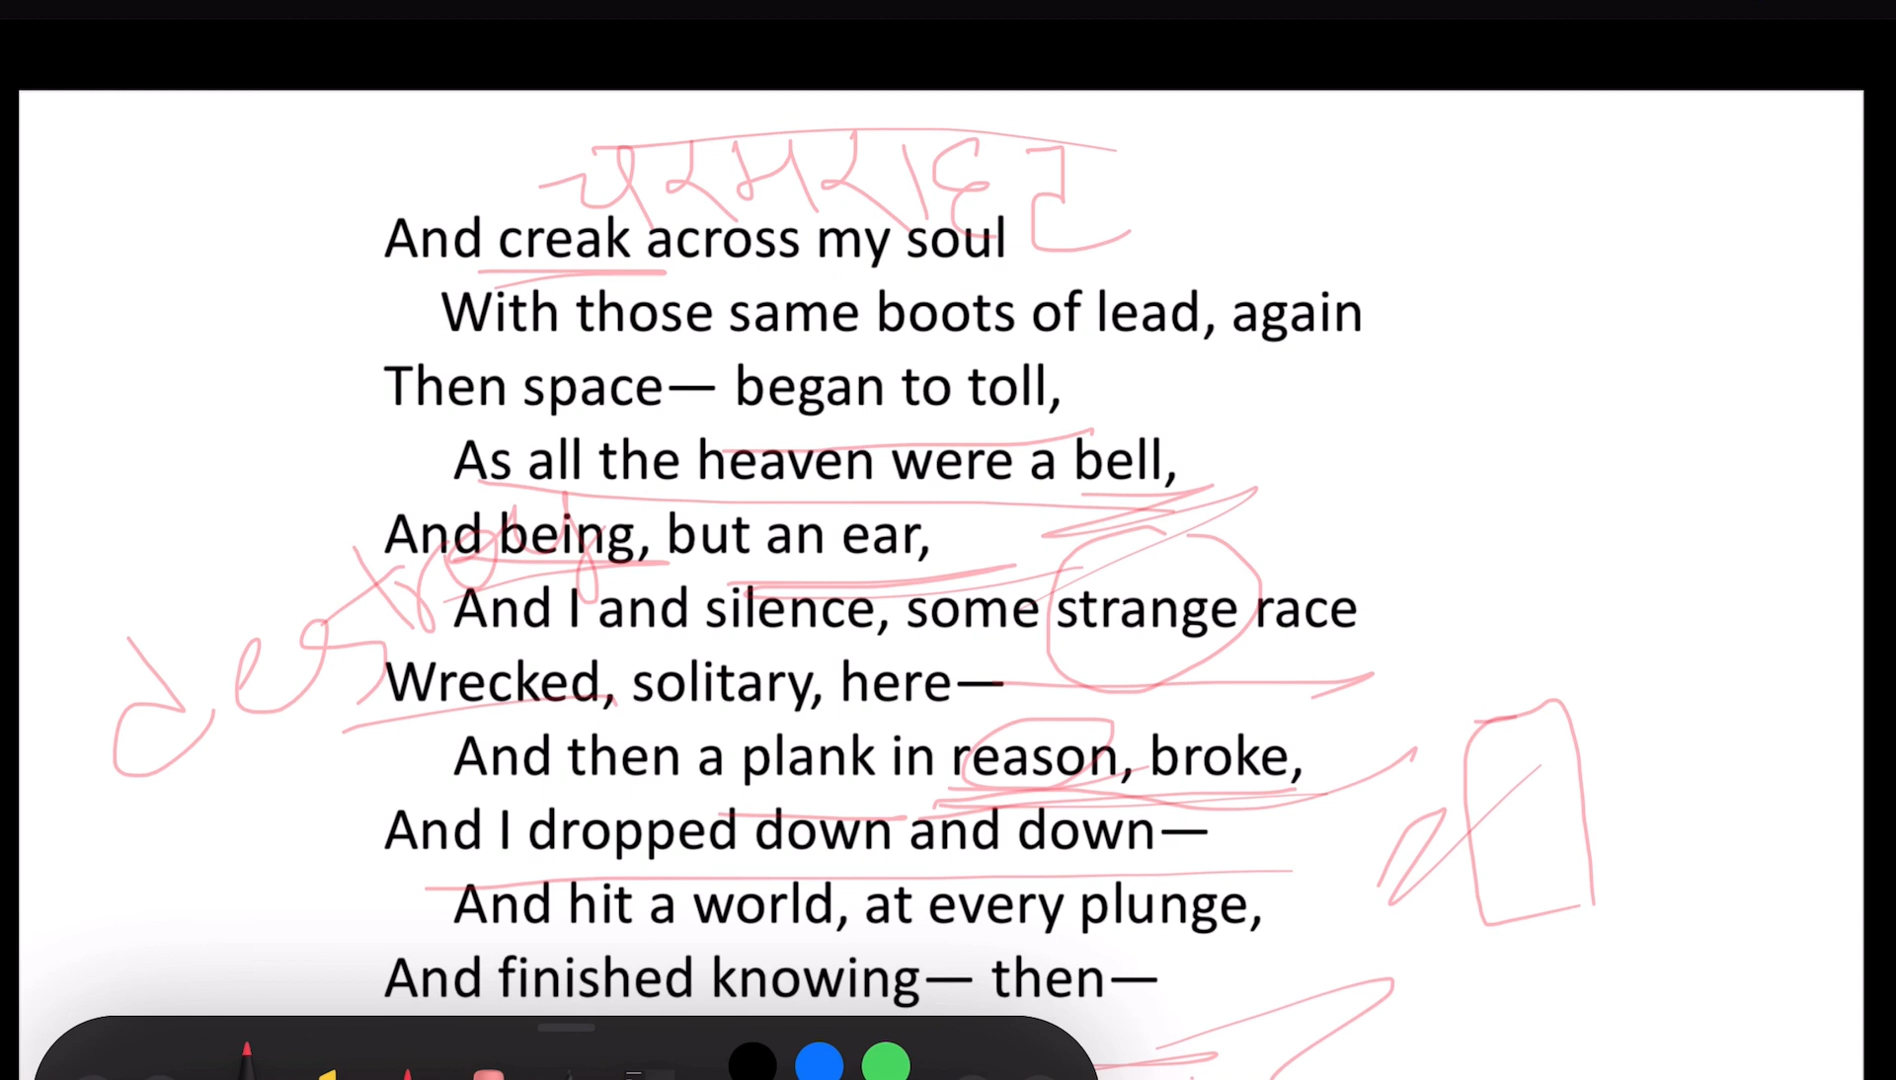 चरमराहट
And creak across my soul
With those same boots of lead, again
Then space— began to toll,
As all the heaven were a bell,
And being, but an ear,
And I and silence, some strange race
destroy
Wrecked, solitary, here—
And then a plank in reason, broke,
And I dropped down and down—
And hit a world, at every plunge,
And finished knowing— then—